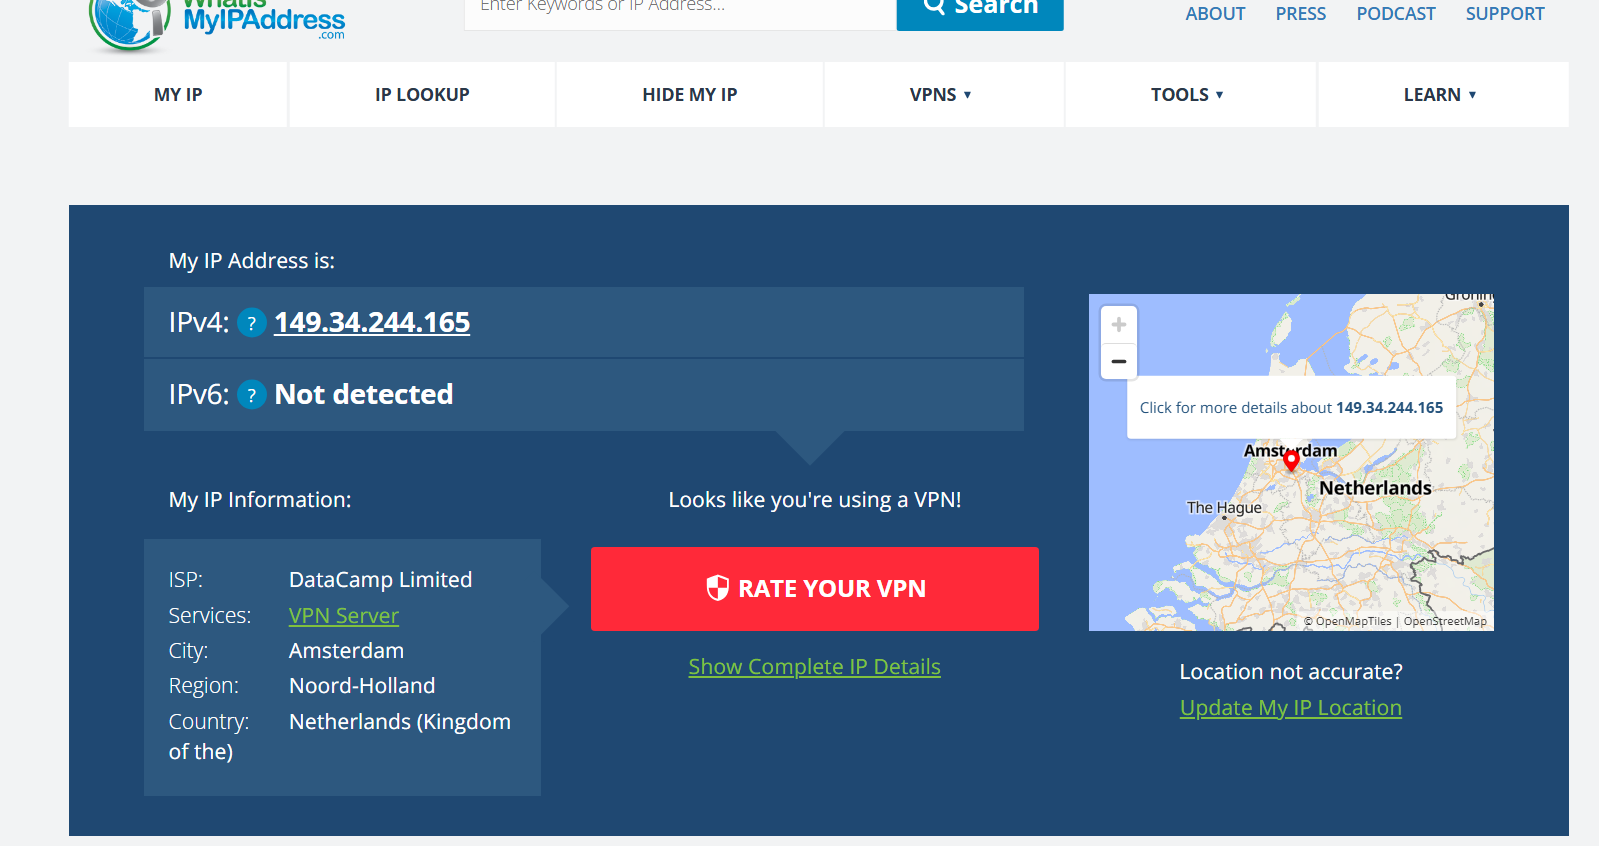 WhatIs
MyIPAddress
.com
Enter Keywords or IP Address...
Search
ABOUT PRESS PODCAST SUPPORT
MY IP IP LOOKUP HIDE MY IP VPNS ▼ TOOLS ▼ LEARN ▼
My IP Address is:
IPv4: ? 149.34.244.165
IPv6: ? Not detected
My IP Information:
ISP: DataCamp Limited
Services: VPN Server
City: Amsterdam
Region: Noord-Holland
Country: Netherlands (Kingdom
of the)
Looks like you're using a VPN!
RATE YOUR VPN
Show Complete IP Details
+
−
Click for more details about 149.34.244.165
Amsterdam
Netherlands
The Hague
© OpenMapTiles | OpenStreetMap
Location not accurate?
Update My IP Location